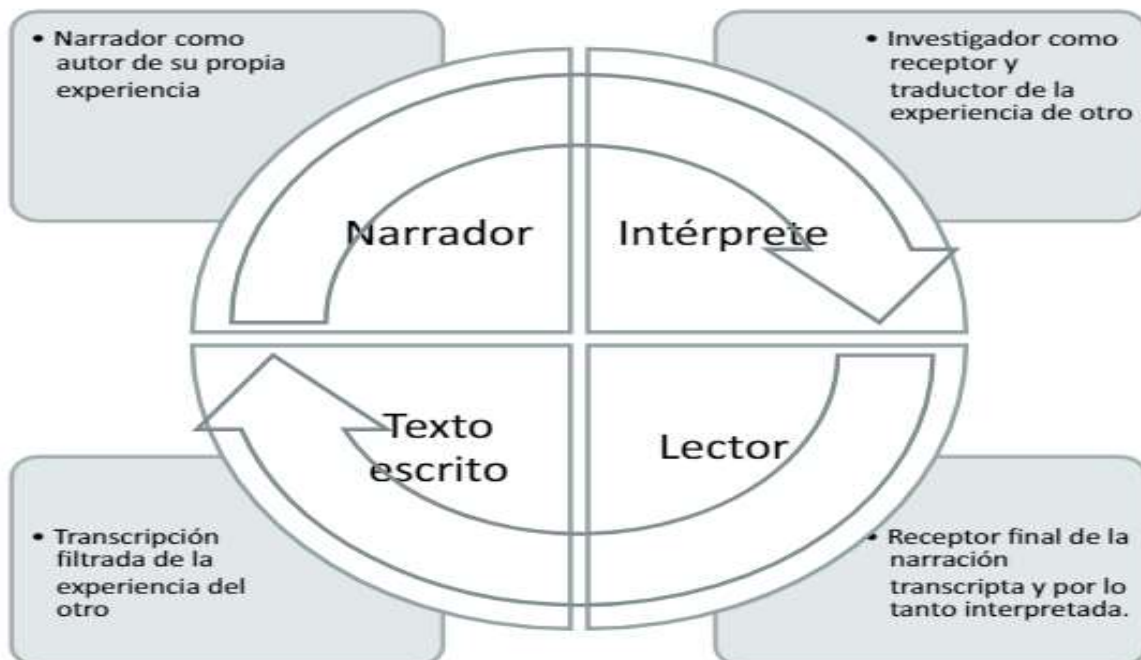 • Narrador como
autor de su propia
experiencia
• Investigador como
receptor y
traductor de la
experiencia de otro
Narrador
Intérprete
Texto
escrito
Lector
• Transcripción
filtrada de la
experiencia del
otro
• Receptor final de la
narración
transcripta y por lo
tanto interpretada.